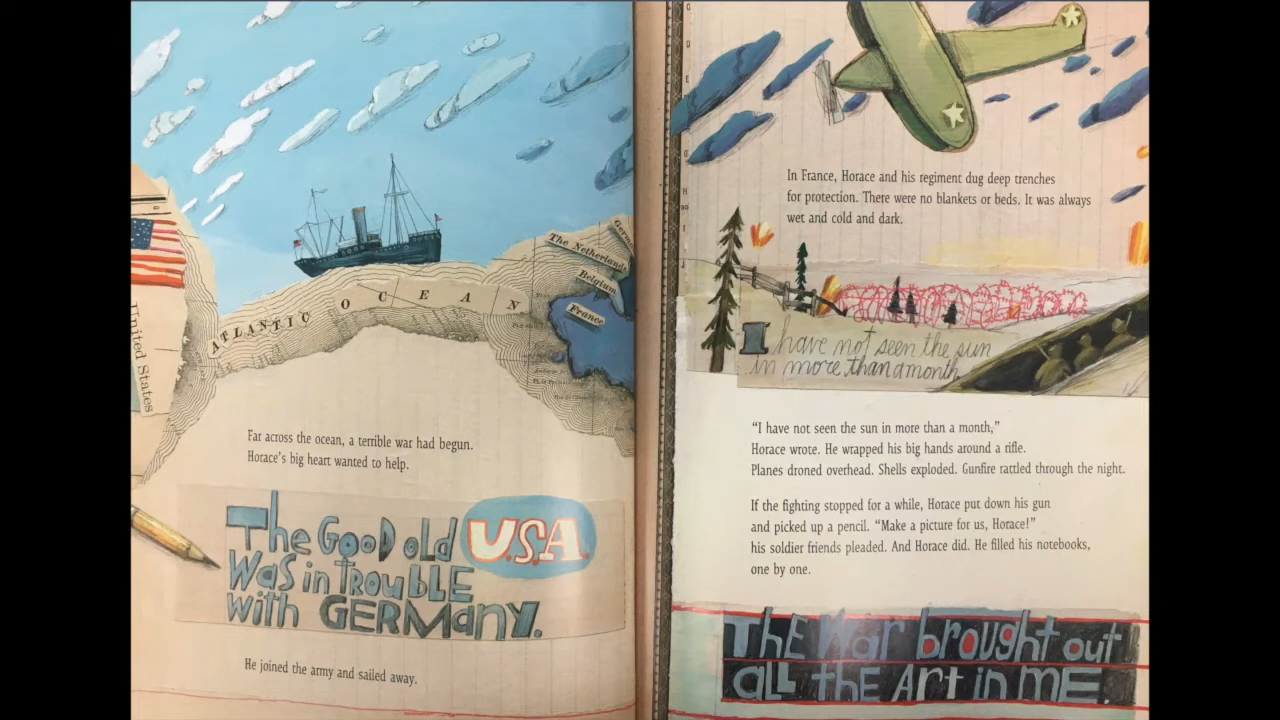 United States
ATLANTIC OCEAN
The Netherlands
Belgium
France
Far across the ocean, a terrible war had begun.
Horace's big heart wanted to help.
The Good old U.S.A.
Was in TrouBLE
with GERMANY.
He joined the army and sailed away.
In France, Horace and his regiment dug deep trenches
for protection. There were no blankets or beds. It was always
wet and cold and dark.
I have not seen the sun
in more than a month
“I have not seen the sun in more than a month,”
Horace wrote. He wrapped his big hands around a rifle.
Planes droned overhead. Shells exploded. Gunfire rattled through the night.
If the fighting stopped for a while, Horace put down his gun
and picked up a pencil. “Make a picture for us, Horace!”
his soldier friends pleaded. And Horace did. He filled his notebooks,
one by one.
ThE War brought out
aLL thE Art in mE.